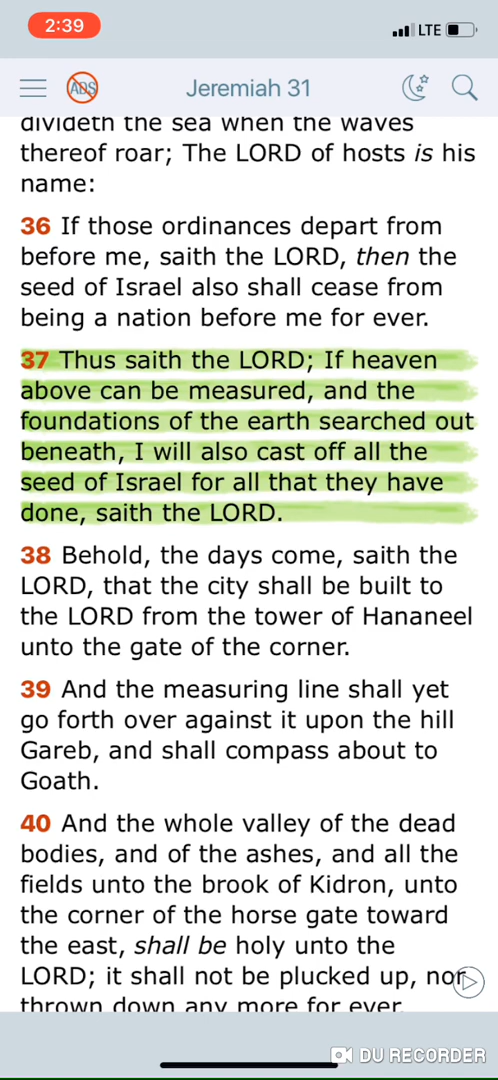 2:39
LTE
ADS
Jeremiah 31
divideth the sea when the waves
thereof roar; The LORD of hosts is his
name:
36 If those ordinances depart from
before me, saith the LORD, then the
seed of Israel also shall cease from
being a nation before me for ever.
37 Thus saith the LORD; If heaven
above can be measured, and the
foundations of the earth searched out
beneath, I will also cast off all the
seed of Israel for all that they have
done, saith the LORD.
38 Behold, the days come, saith the
LORD, that the city shall be built to
the LORD from the tower of Hananeel
unto the gate of the corner.
39 And the measuring line shall yet
go forth over against it upon the hill
Gareb, and shall compass about to
Goath.
40 And the whole valley of the dead
bodies, and of the ashes, and all the
fields unto the brook of Kidron, unto
the corner of the horse gate toward
the east, shall be holy unto the
LORD; it shall not be plucked up, nor
thrown down any more for ever.
DU RECORDER